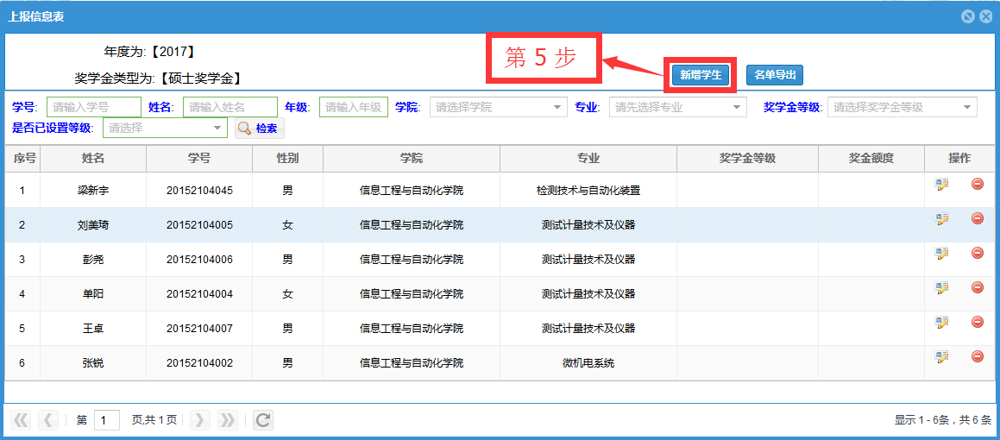 上报信息表
年度为:【2017】
奖学金类型为:【硕士奖学金】
第 5 步
新增学生 名单导出
学号: 请输入学号 姓名: 请输入姓名 年级: 请输入年级 学院: 请选择学院 专业: 请先选择专业 奖学金等级: 请选择奖学金等级
是否已设置等级: 请选择 检索
序号 姓名 学号 性别 学院 专业 奖学金等级 奖金额度 操作
1 梁新宇 20152104045 男 信息工程与自动化学院 检测技术与自动化装置
2 刘美琦 20152104005 女 信息工程与自动化学院 测试计量技术及仪器
3 彭尧 20152104006 男 信息工程与自动化学院 测试计量技术及仪器
4 单阳 20152104004 女 信息工程与自动化学院 测试计量技术及仪器
5 王卓 20152104007 男 信息工程与自动化学院 测试计量技术及仪器
6 张锐 20152104002 男 信息工程与自动化学院 微机电系统
第 1 页,共 1 页 显示 1 - 6条，共 6 条